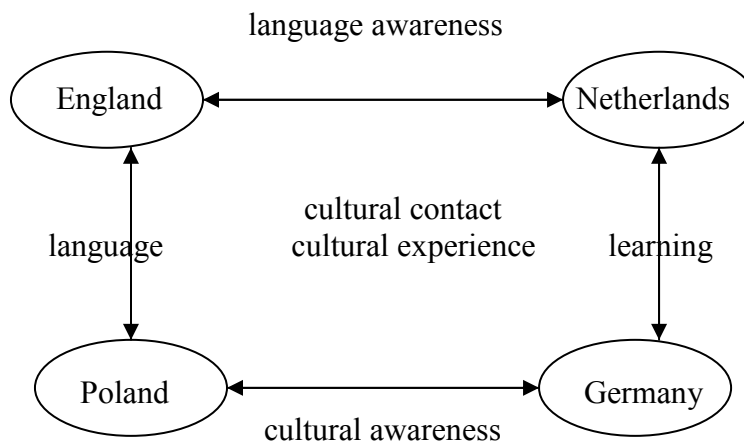 language awareness
England
Netherlands
cultural contact
cultural experience
language
learning
Poland
Germany
cultural awareness